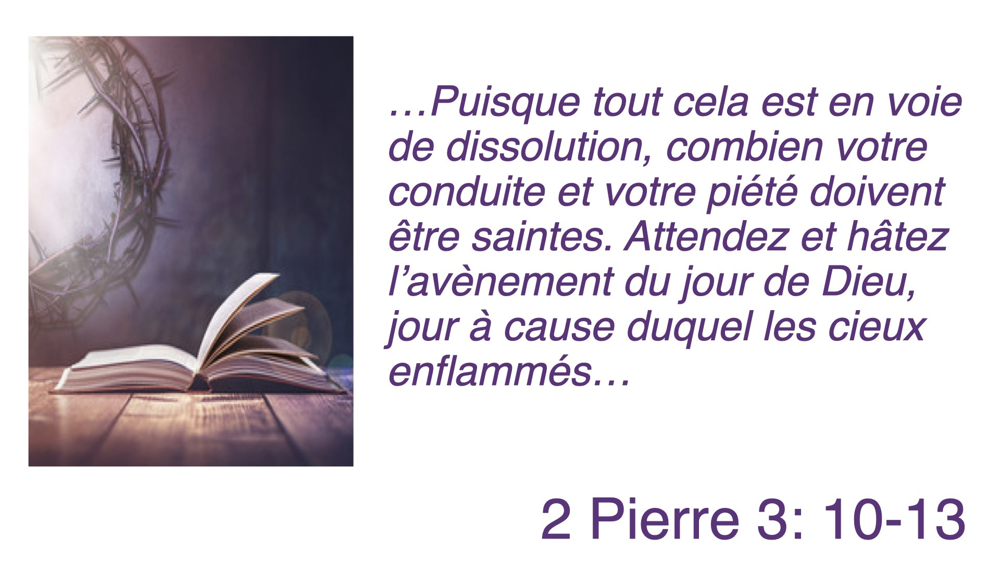 …Puisque tout cela est en voie
de dissolution, combien votre
conduite et votre piété doivent
être saintes. Attendez et hâtez
l’avènement du jour de Dieu,
jour à cause duquel les cieux
enflammés…
2 Pierre 3: 10-13